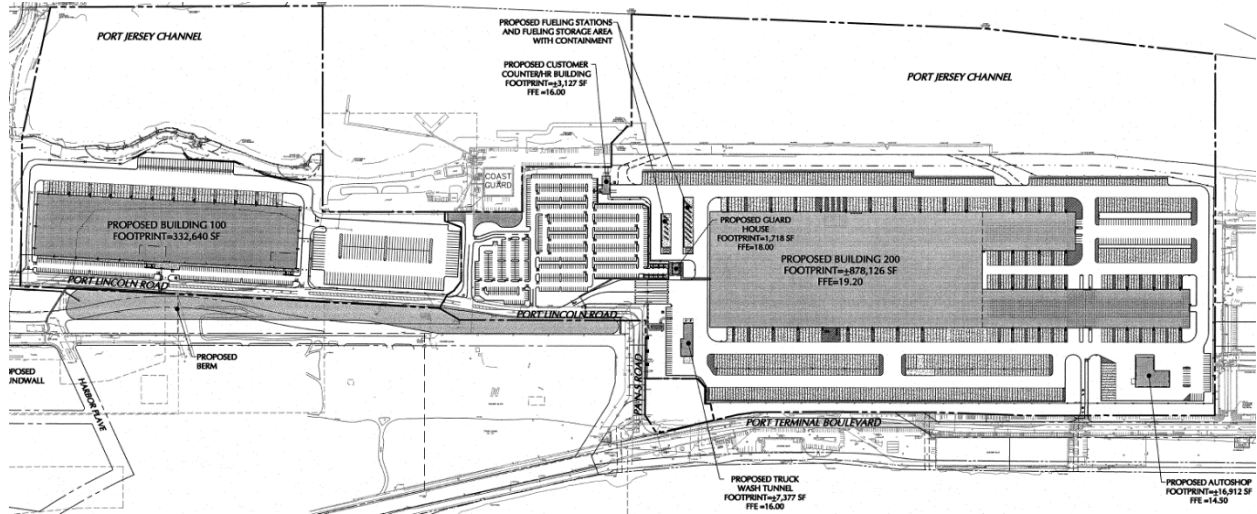 PORT JERSEY CHANNEL
PROPOSED FUELING STATIONS
AND FUELING STORAGE AREA
WITH CONTAINMENT
PROPOSED CUSTOMER
COUNTER/HR BUILDING
FOOTPRINT=±3,127 SF
FFE =16.00
PORT JERSEY CHANNEL
COAST
GUARD
PROPOSED BUILDING 100
FOOTPRINT=332,640 SF
PROPOSED GUARD
HOUSE
FOOTPRINT=1,718 SF
FFE=18.00
PROPOSED BUILDING 200
FOOTPRINT=±878,126 SF
FFE=19.20
PORT LINCOLN ROAD
PORT LINCOLN ROAD
PROPOSED
BERM
OPOSED
UNDWALL
HARBOR PLAVE
ROAD
PORT TERMINAL BOULEVARD
PROPOSED TRUCK
WASH TUNNEL
FOOTPRINT=±7,377 SF
FFE =16.00
PROPOSED AUTOSHOP
FOOTPRINT=±16,912 SF
FFE =14.50